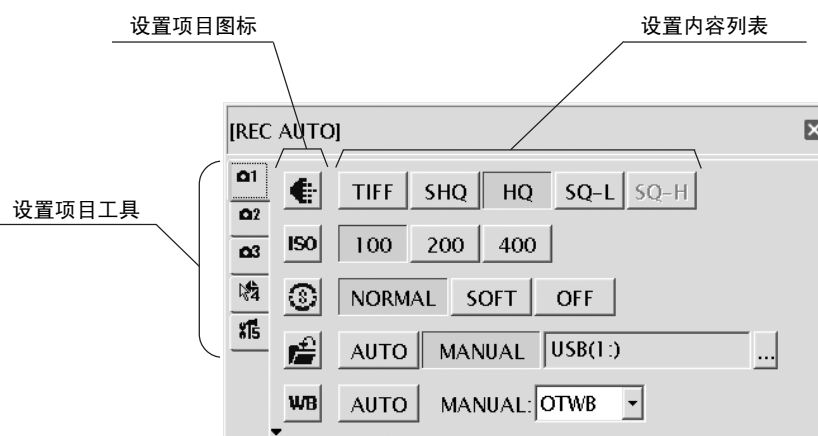 设置项目图标
设置内容列表
[REC AUTO]
设置项目工具
1
TIFF SHQ HQ SQ-L SQ-H
2
ISO 100 200 400
3
4
S NORMAL SOFT OFF
5
AUTO MANUAL USB(1:) ...
WB AUTO MANUAL: OTWB